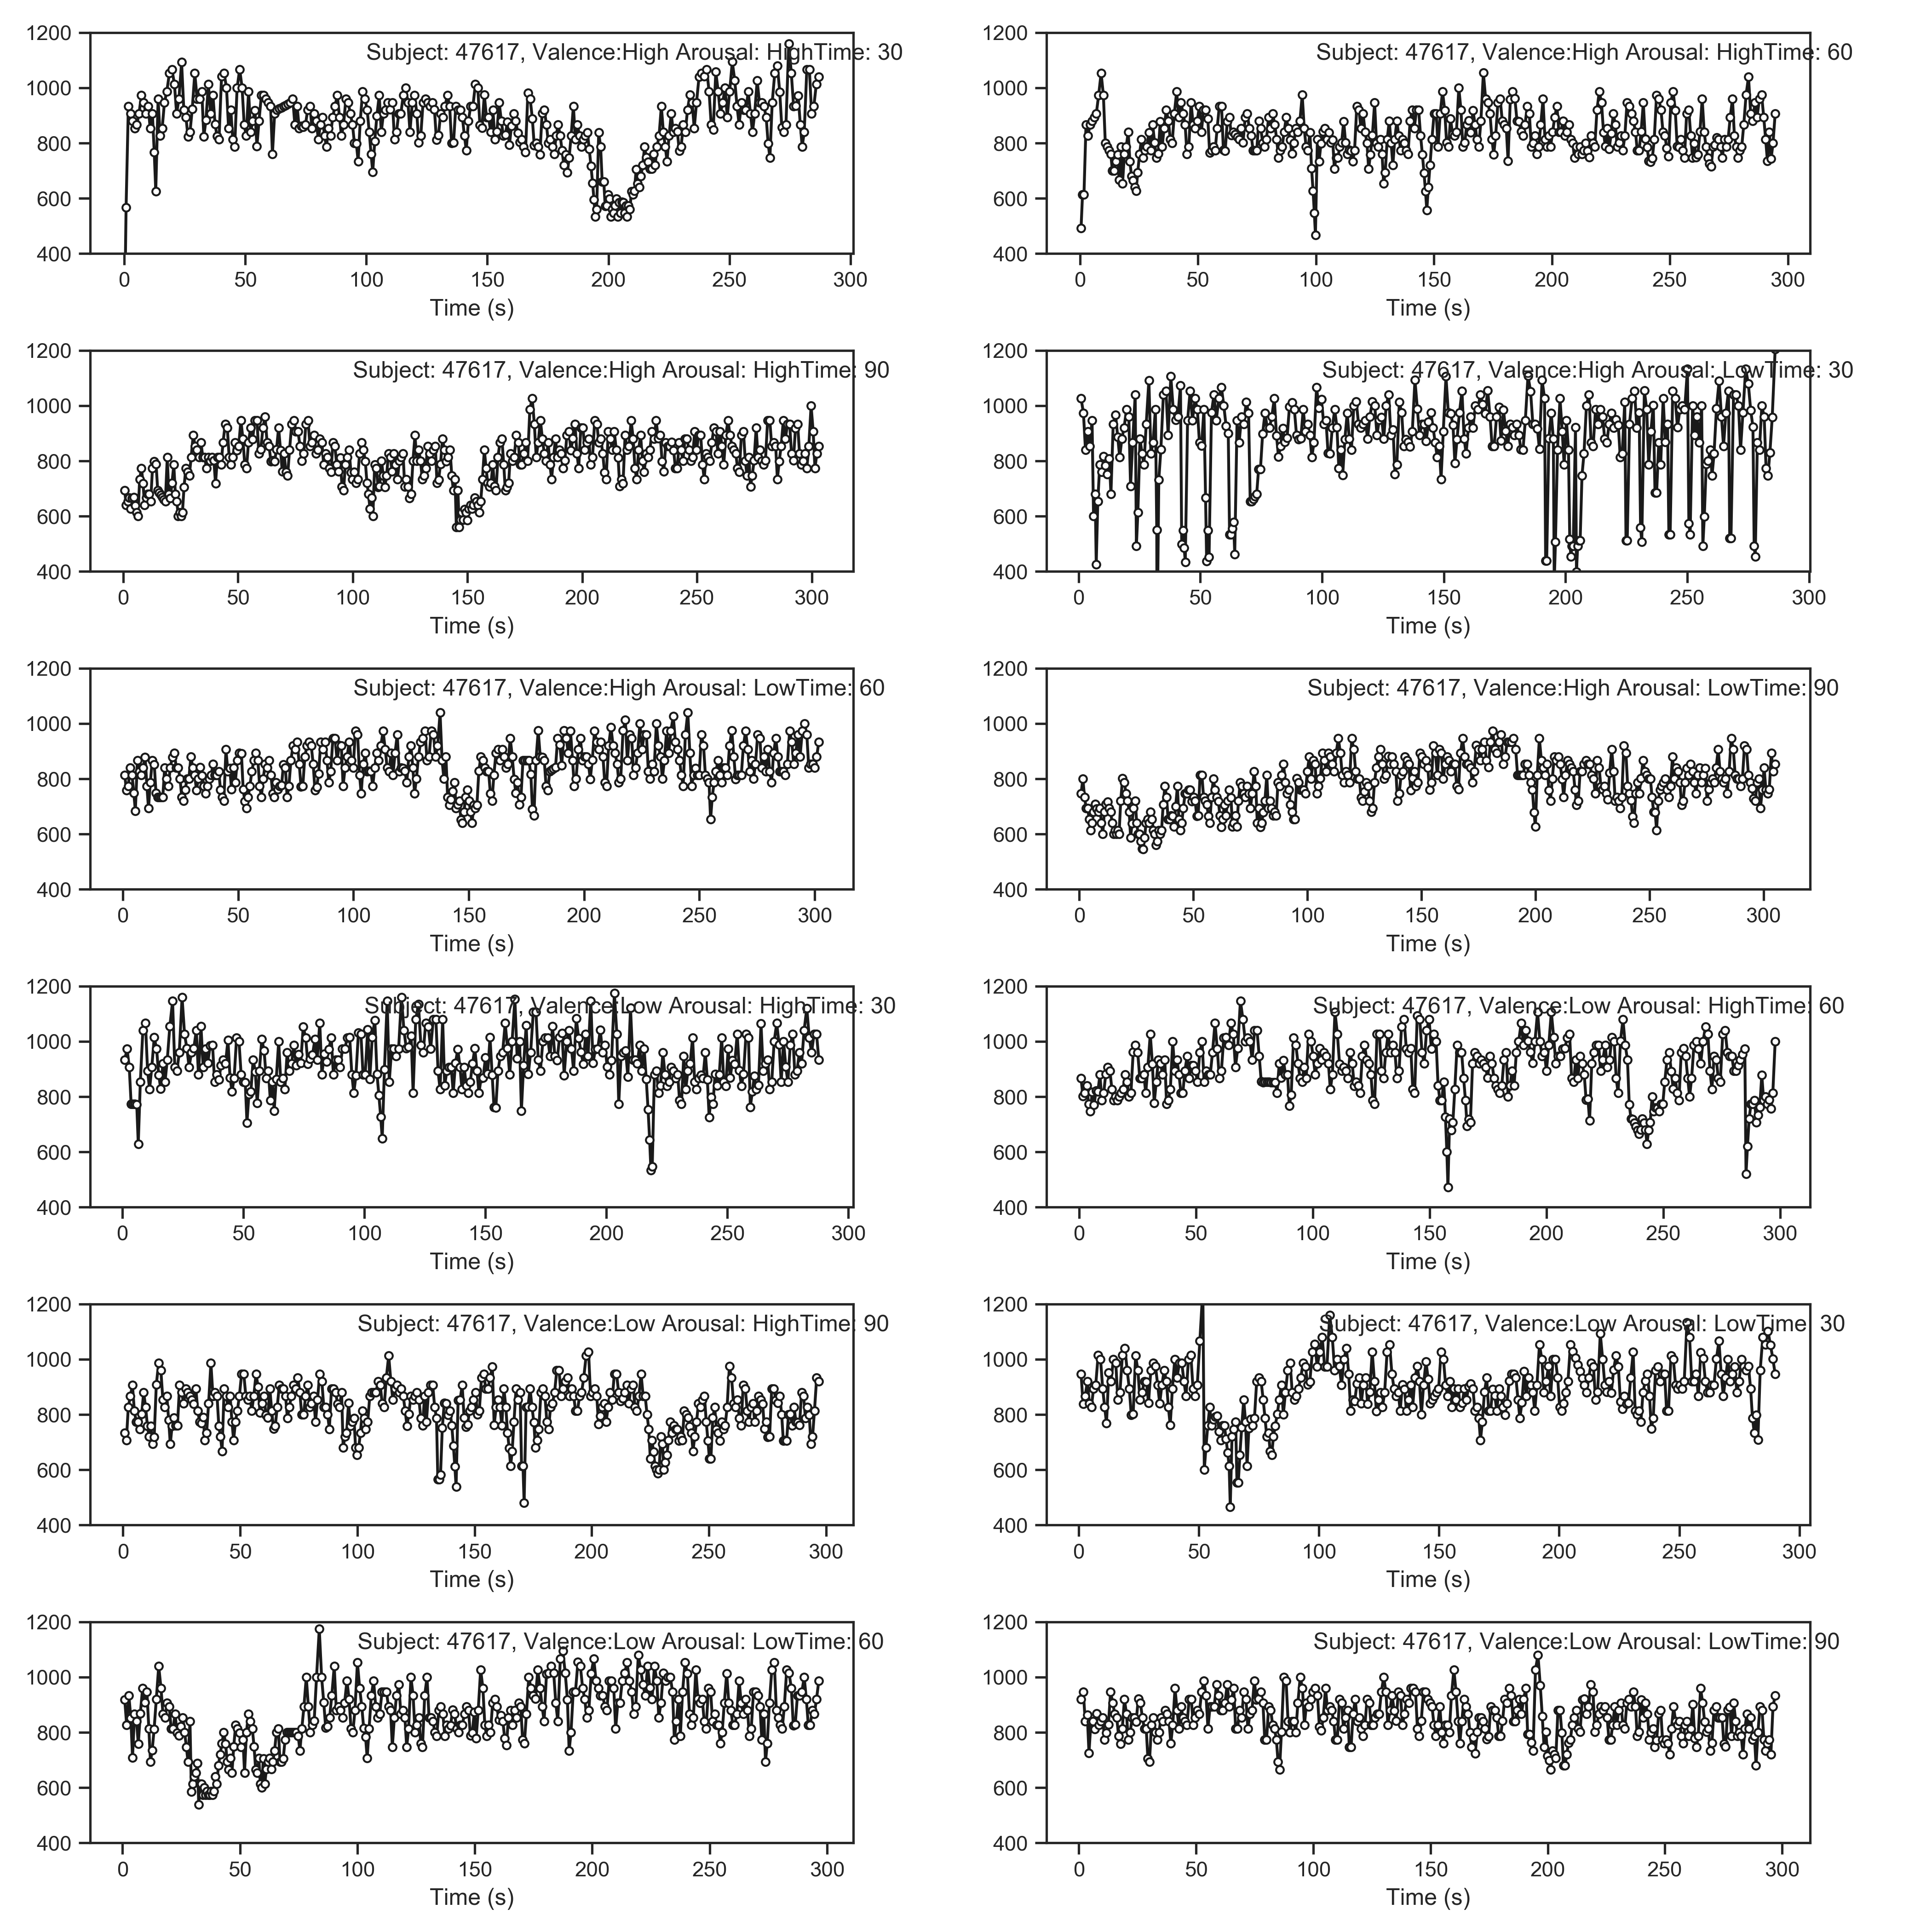 Subject: 47617, Valence:High Arousal: HighTime: 30
1200
1000
800
600
400
0 50 100 150 200 250 300
Time (s)
Subject: 47617, Valence:High Arousal: HighTime: 60
1200
1000
800
600
400
0 50 100 150 200 250 300
Time (s)
Subject: 47617, Valence:High Arousal: HighTime: 90
1200
1000
800
600
400
0 50 100 150 200 250 300
Time (s)
Subject: 47617, Valence:High Arousal: LowTime: 30
1200
1000
800
600
400
0 50 100 150 200 250 300
Time (s)
Subject: 47617, Valence:High Arousal: LowTime: 60
1200
1000
800
600
400
0 50 100 150 200 250 300
Time (s)
Subject: 47617, Valence:High Arousal: LowTime: 90
1200
1000
800
600
400
0 50 100 150 200 250 300
Time (s)
Subject: 47617, Valence:Low Arousal: HighTime: 30
1200
1000
800
600
400
0 50 100 150 200 250 300
Time (s)
Subject: 47617, Valence:Low Arousal: HighTime: 60
1200
1000
800
600
400
0 50 100 150 200 250 300
Time (s)
Subject: 47617, Valence:Low Arousal: HighTime: 90
1200
1000
800
600
400
0 50 100 150 200 250 300
Time (s)
Subject: 47617, Valence:Low Arousal: LowTime: 30
1200
1000
800
600
400
0 50 100 150 200 250 300
Time (s)
Subject: 47617, Valence:Low Arousal: LowTime: 60
1200
1000
800
600
400
0 50 100 150 200 250 300
Time (s)
Subject: 47617, Valence:Low Arousal: LowTime: 90
1200
1000
800
600
400
0 50 100 150 200 250 300
Time (s)